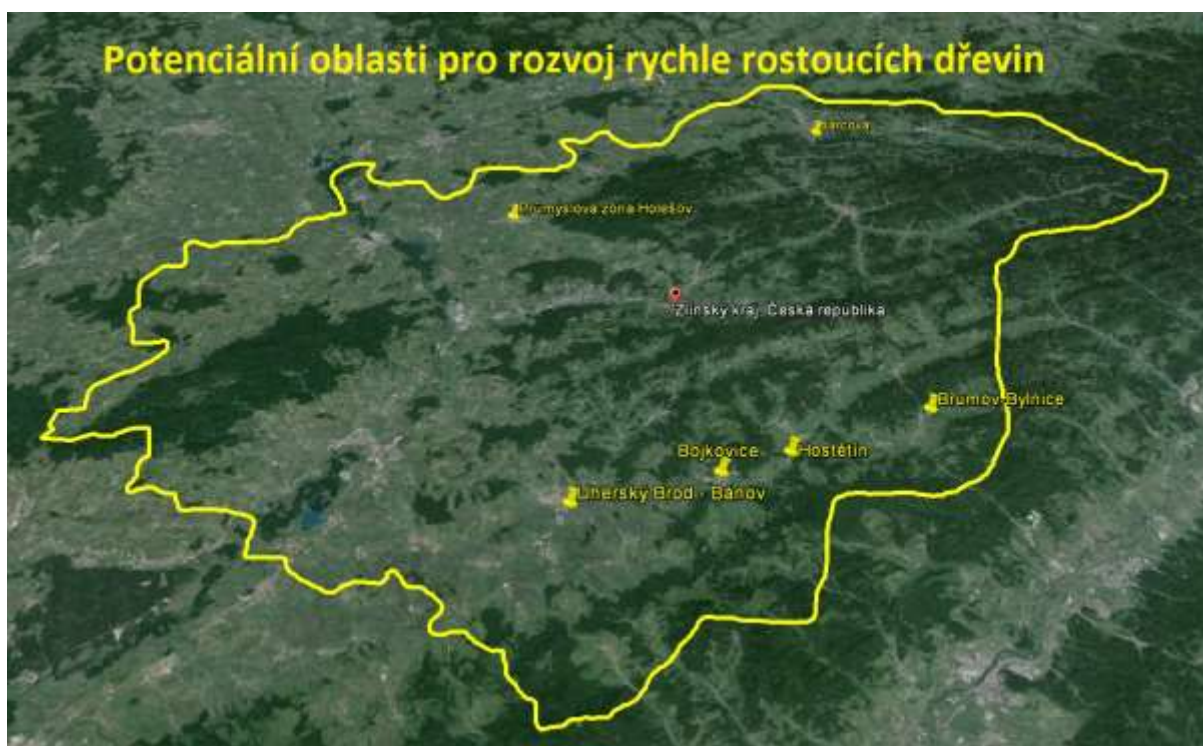 Potenciální oblasti pro rozvoj rychle rostoucích dřevin
Průmyslová zóna Holešov
Zlínský kraj, Česká republika
Brumov-Bylnice
Bojkovice
Hostětín
Uherský Brod - Bánov